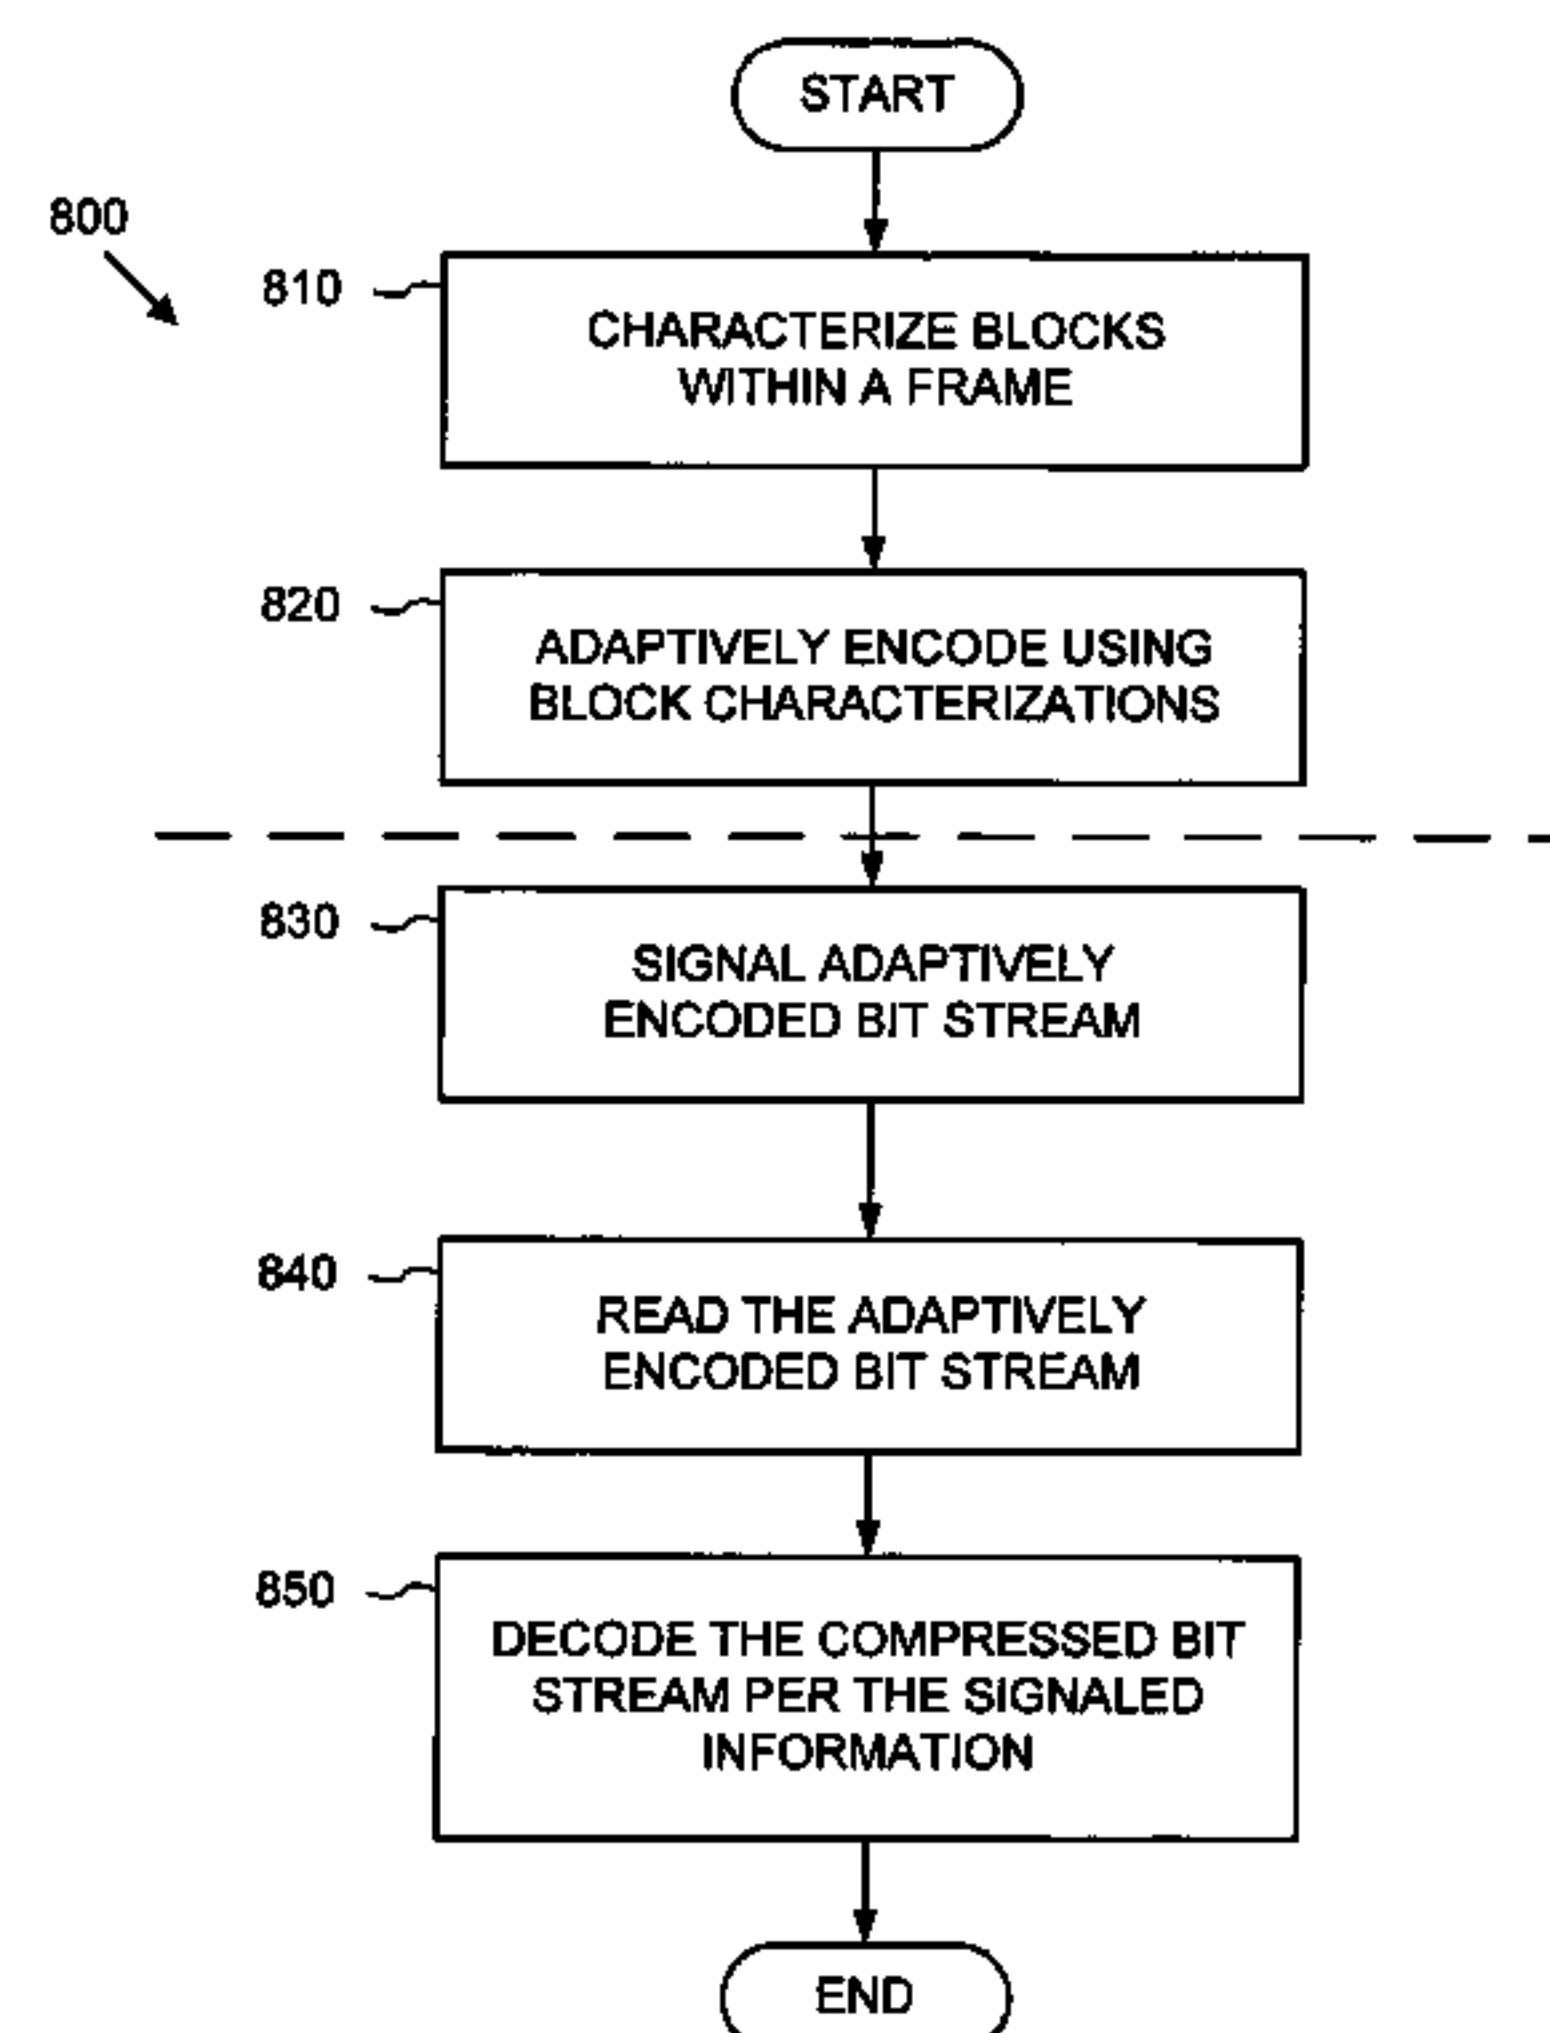 START
800
810
CHARACTERIZE BLOCKS
WITHIN A FRAME
820
ADAPTIVELY ENCODE USING
BLOCK CHARACTERIZATIONS
830
SIGNAL ADAPTIVELY
ENCODED BIT STREAM
840
READ THE ADAPTIVELY
ENCODED BIT STREAM
850
DECODE THE COMPRESSED BIT
STREAM PER THE SIGNALED
INFORMATION
END